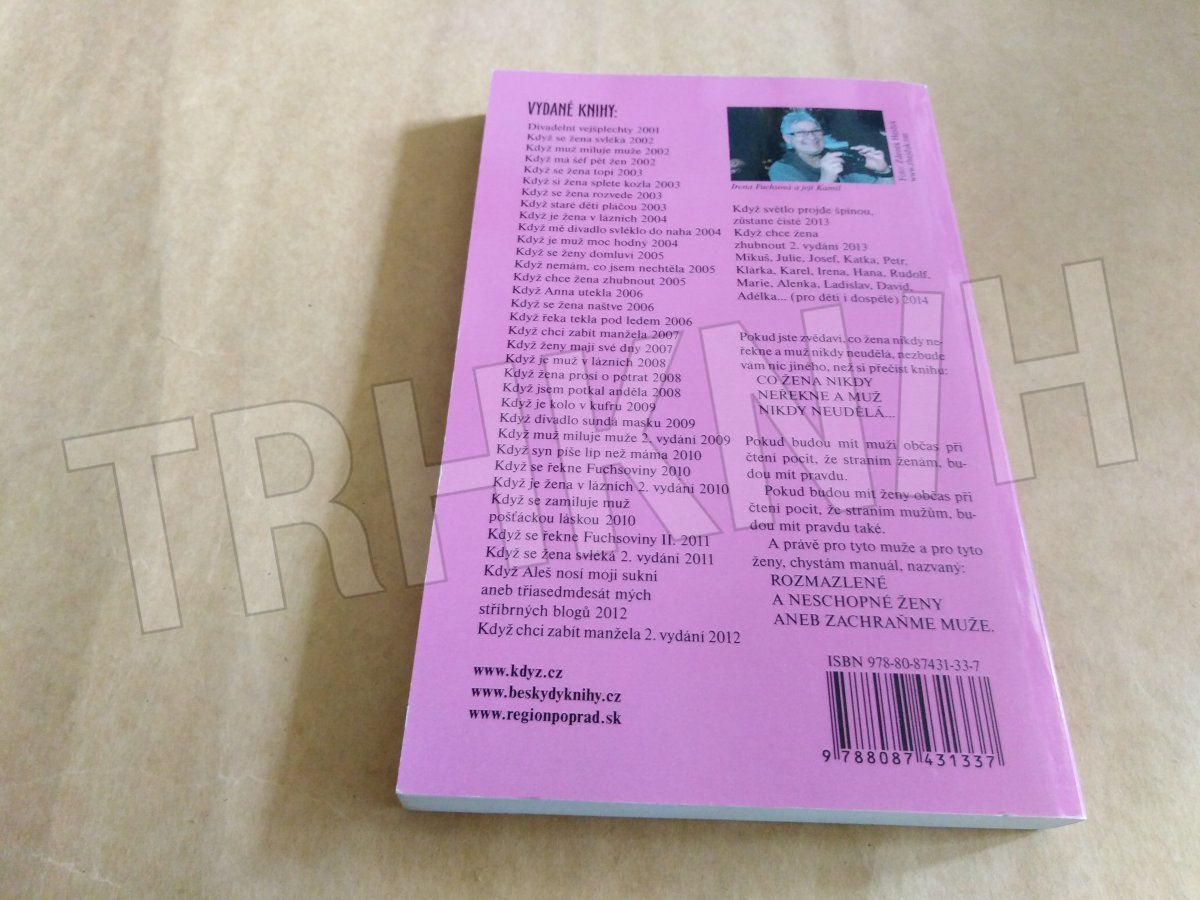 VYDANÉ KNIHY:
Divadelní vejšplechty 2001
Když se žena svléká 2002
Když muž miluje muže 2002
Když má šéf pět žen 2002
Když se žena topí 2003
Když si žena splete kozla 2003
Když se žena rozvede 2003
Když staré děti pláčou 2003
Když je žena v lázních 2004
Když mě divadlo svléklo do naha 2004
Když je muž moc hodný 2004
Když se ženy domluví 2005
Když nemám, co jsem nechtěla 2005
Když chce žena zhubnout 2005
Když Anna utekla 2006
Když se žena naštve 2006
Když řeka tekla pod ledem 2006
Když chci zabít manžela 2007
Když ženy mají své dny 2007
Když je muž v lázních 2008
Když žena prosí o potrat 2008
Když jsem potkal anděla 2008
Když je kolo v kufru 2009
Když divadlo sundá masku 2009
Když muž miluje muže 2. vydání 2009
Když syn píše líp než máma 2010
Když se řekne Fuchsoviny 2010
Když je žena v lázních 2. vydání 2010
Když se zamiluje muž
pošťáckou láskou 2010
Když se řekne Fuchsoviny II. 2011
Když se žena svléká 2. vydání 2011
Když Aleš nosí moji sukni
aneb třiasedmdesát mých
stříbrných blogů 2012
Když chci zabít manžela 2. vydání 2012
www.kdyz.cz
www.beskydyknihy.cz
www.regionpoprad.sk
Irena Fuchsová a její Kamil
Foto: Zdeněk
Když světlo projde špínou,
zůstane čisté 2013
Když chce žena
zhubnout 2. vydání 2013
Mikuš, Julie, Josef, Katka, Petr,
Klárka, Karel, Irena, Hana, Rudolf,
Marie, Alenka, Ladislav, David,
Adélka... (pro děti i dospělé) 2014
Pokud jste zvědaví, co žena nikdy ne-
řekne a muž nikdy neudělá, nezbude
vám nic jiného, než si přečíst knihu:
CO ŽENA NIKDY
NEŘEKNE A MUŽ
NIKDY NEUDĚLÁ...
Pokud budou mít muži občas při
čtení pocit, že straním ženám, bu-
dou mít pravdu.
Pokud budou mít ženy občas při
čtení pocit, že straním mužům, bu-
dou mít pravdu také.
A právě pro tyto muže a pro tyto
ženy, chystám manuál, nazvaný:
ROZMAZLENÉ
A NESCHOPNÉ ŽENY
ANEB ZACHRAŇME MUŽE.
ISBN 978-80-87431-33-7
9 788087 431337
TRHKNIH